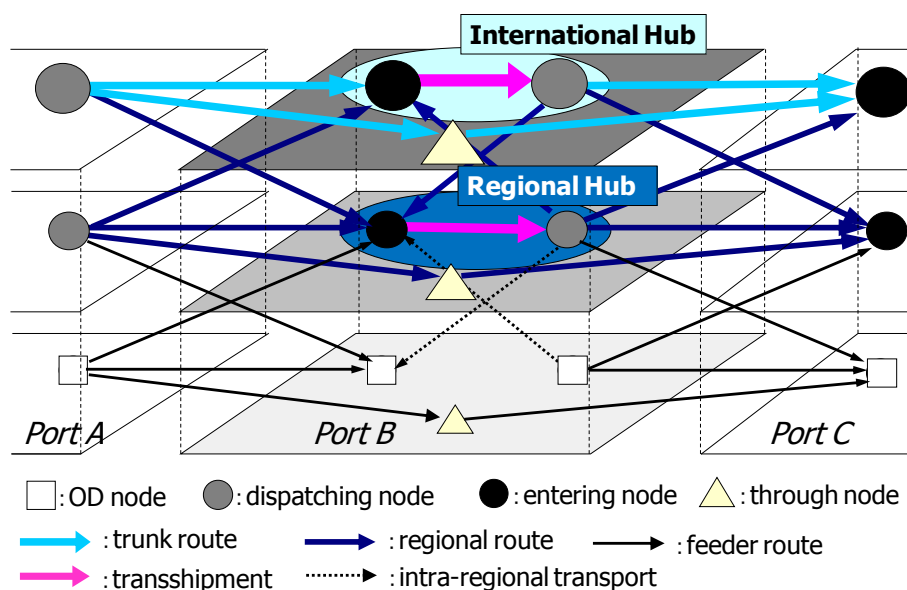 International Hub
Regional Hub
Port A
Port B
Port C
: OD node
: dispatching node
: entering node
: through node
: trunk route
: regional route
: feeder route
: transshipment
: intra-regional transport